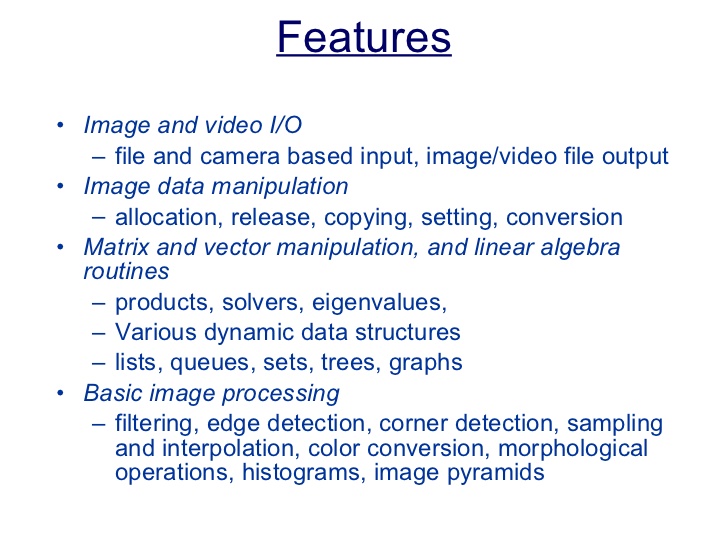 Features
• Image and video I/O
– file and camera based input, image/video file output
• Image data manipulation
– allocation, release, copying, setting, conversion
• Matrix and vector manipulation, and linear algebra
routines
– products, solvers, eigenvalues,
– Various dynamic data structures
– lists, queues, sets, trees, graphs
• Basic image processing
– filtering, edge detection, corner detection, sampling
and interpolation, color conversion, morphological
operations, histograms, image pyramids